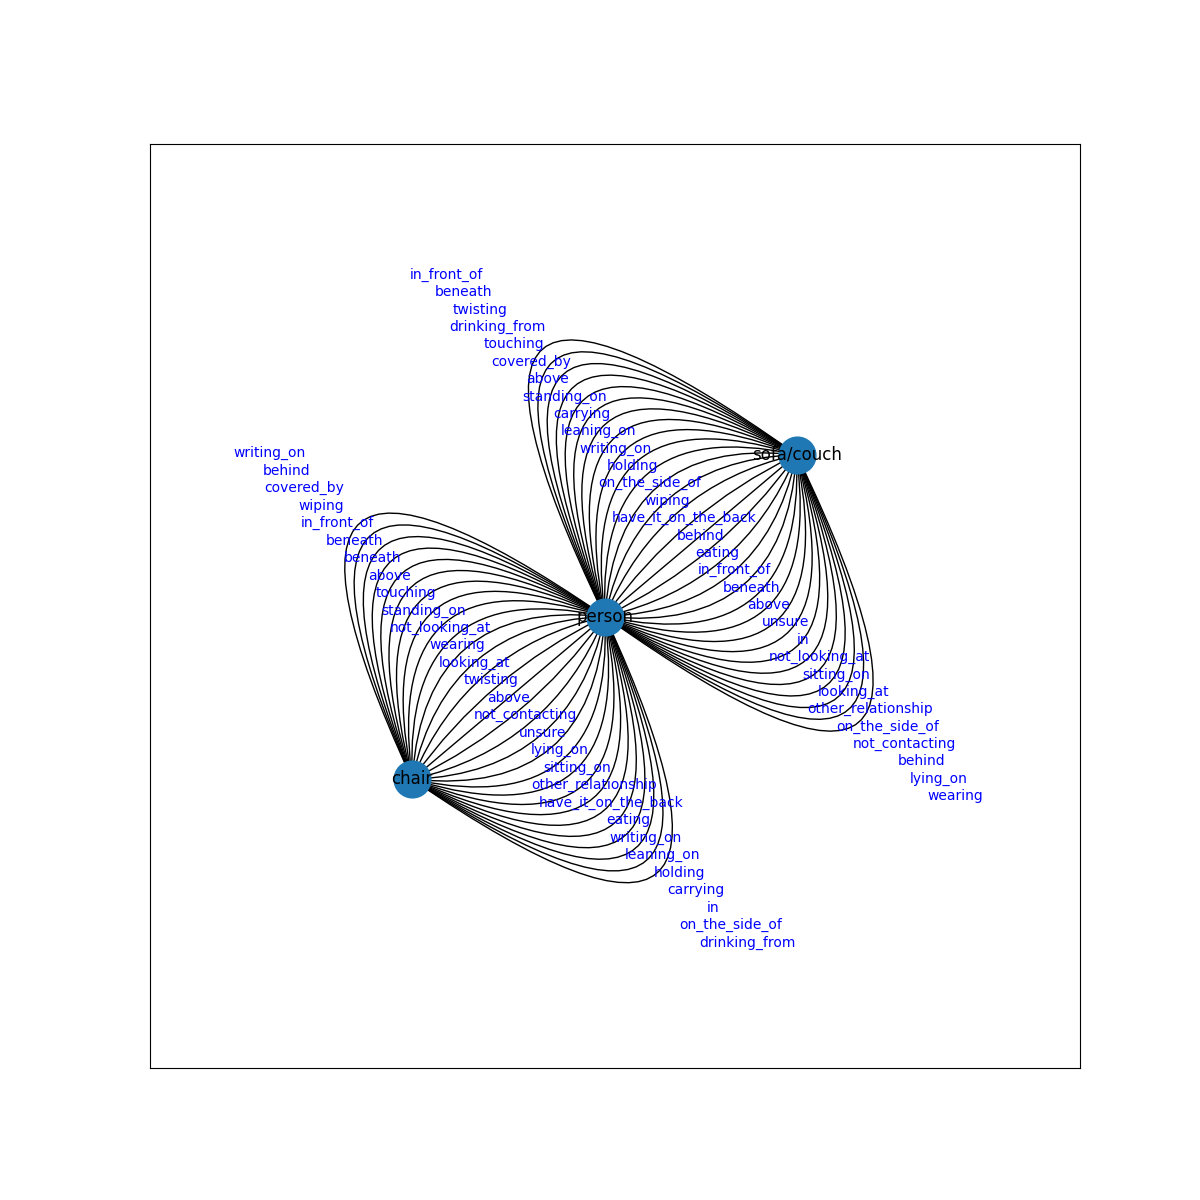 in_front_of
beneath
twisting
drinking_from
touching
covered_by
above
standing_on
carrying
leaning_on
writing_on
holding
on_the_side_of
wiping
have_it_on_the_back
behind
eating
in_front_of
beneath
above
unsure
in
not_looking_at
sitting_on
looking_at
other_relationship
on_the_side_of
not_contacting
behind
lying_on
wearing
sofa/couch
person
writing_on
behind
covered_by
wiping
in_front_of
beneath
beneath
above
touching
standing_on
not_looking_at
wearing
looking_at
twisting
above
not_contacting
unsure
lying_on
sitting_on
other_relationship
have_it_on_the_back
eating
writing_on
leaning_on
holding
carrying
in
on_the_side_of
drinking_from
chair